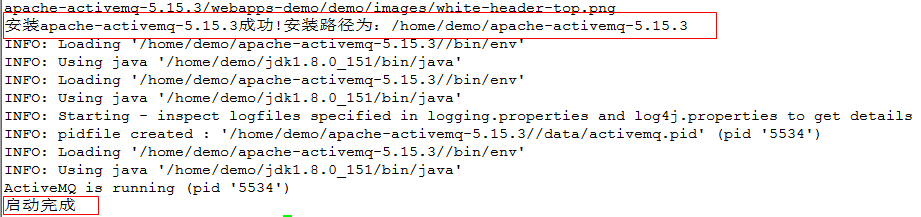 apache-activemq-5.15.3/webapps-demo/demo/images/white-header-top.png
安装apache-activemq-5.15.3成功!安装路径为: /home/demo/apache-activemq-5.15.3
INFO: Loading '/home/demo/apache-activemq-5.15.3//bin/env'
INFO: Using java '/home/demo/jdk1.8.0_151/bin/java'
INFO: Loading '/home/demo/apache-activemq-5.15.3//bin/env'
INFO: Using java '/home/demo/jdk1.8.0_151/bin/java'
INFO: Starting - inspect logfiles specified in logging.properties and log4j.properties to get details
INFO: pidfile created : '/home/demo/apache-activemq-5.15.3//data/activemq.pid' (pid '5534')
INFO: Loading '/home/demo/apache-activemq-5.15.3//bin/env'
INFO: Using java '/home/demo/jdk1.8.0_151/bin/java'
ActiveMQ is running (pid '5534')
启动完成